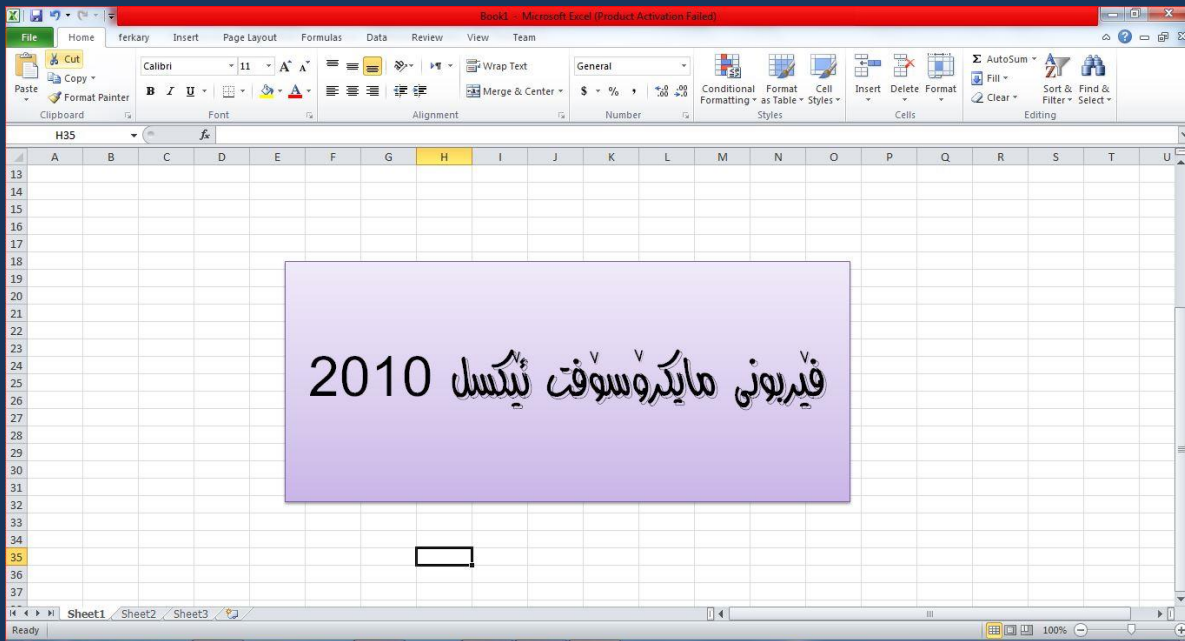 Book1 - Microsoft Excel (Product Activation Failed)
File Home ferkary Insert Page Layout Formulas Data Review View Team
Cut Calibri 11 Wrap Text General AutoSum
Copy Fill
Paste Format Painter B I U Merge & Center $ % , Conditional Formatting Format as Table Cell Styles Insert Delete Format Clear Sort & Filter Find & Select
Clipboard Font Alignment Number Styles Cells Editing
H35 fx
A B C D E F G H I J K L M N O P Q R S T U
13
14
15
16
17
18
19
20
21
22
23
24
25
26
27
28
29
30
31
32
33
34
35
36
37
فێربونی مایکرۆسۆفت ئێکسل 2010
Sheet1 Sheet2 Sheet3
Ready 100%